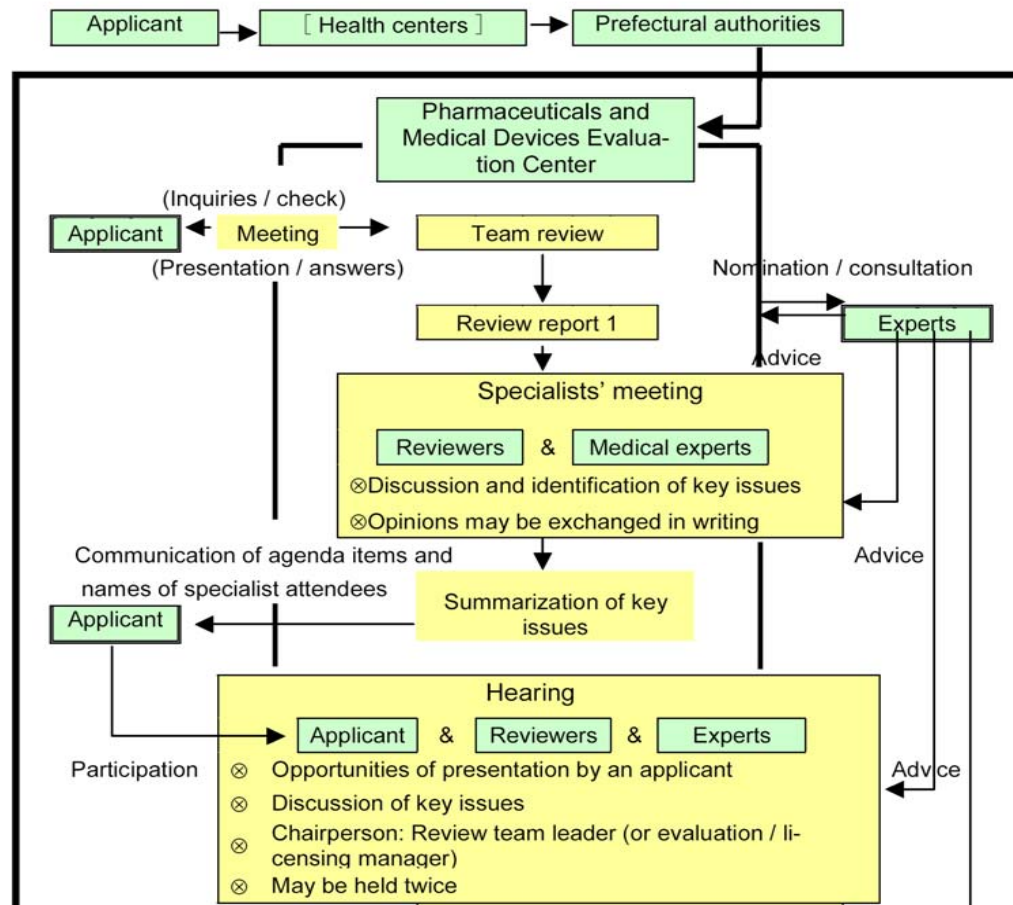 Applicant
[ Health centers ]
Prefectural authorities
Pharmaceuticals and
Medical Devices Evalua-
tion Center
(Inquiries / check)
Applicant
Meeting
Team review
(Presentation / answers)
Nomination / consultation
Review report 1
Experts
Advice
Specialists' meeting
Reviewers & Medical experts
⊗Discussion and identification of key issues
⊗Opinions may be exchanged in writing
Advice
Communication of agenda items and
names of specialist attendees
Summarization of key
issues
Applicant
Hearing
Applicant & Reviewers & Experts
Participation
⊗ Opportunities of presentation by an applicant
Advice
⊗ Discussion of key issues
⊗ Chairperson: Review team leader (or evaluation / li-
censing manager)
⊗ May be held twice